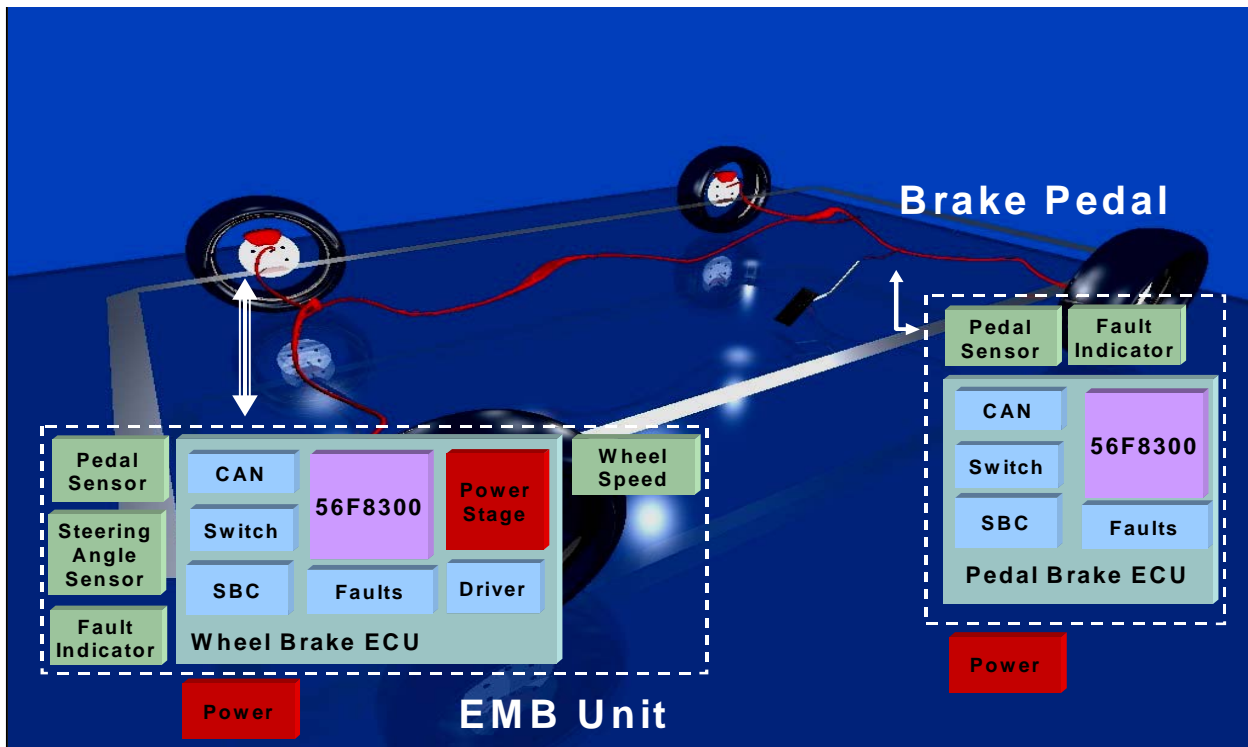 Brake Pedal
Pedal
Sensor
Fault
Indicator
CAN
Switch
SBC
56F8300
Faults
Pedal Brake ECU
Power
Pedal
Sensor
Steering
Angle
Sensor
Fault
Indicator
CAN
Switch
SBC
56F8300
Faults
Power
Stage
Driver
Wheel Brake ECU
Wheel
Speed
Power
EMB Unit